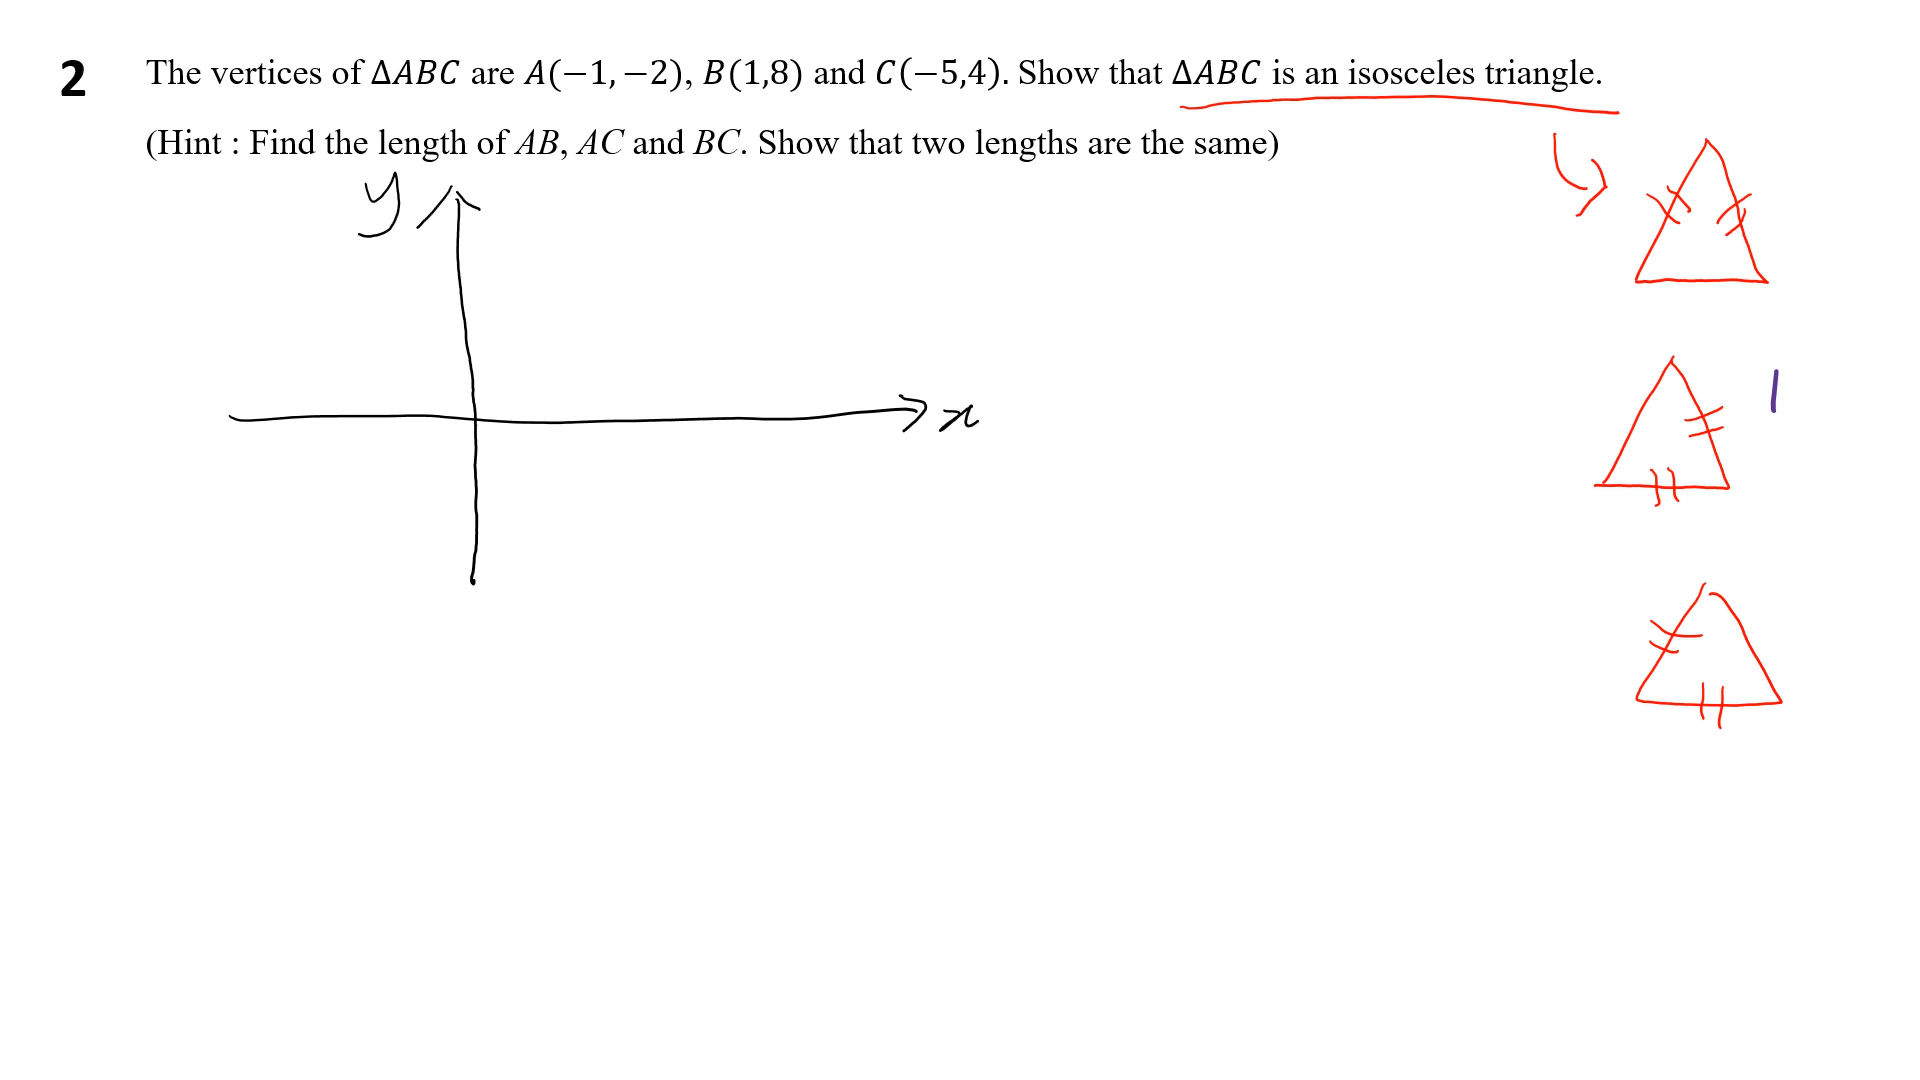 2 The vertices of ΔABC are A(−1,−2), B(1,8) and C(−5,4). Show that ΔABC is an isosceles triangle.
(Hint : Find the length of AB, AC and BC. Show that two lengths are the same)
y
x